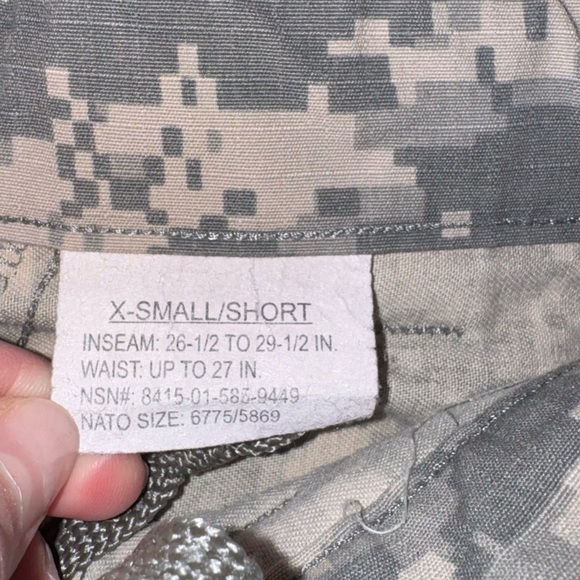 X-SMALL/SHORT
INSEAM: 26-1/2 TO 29-1/2 IN.
WAIST: UP TO 27 IN.
NSN#: 8415-01-585-9449
NATO SIZE: 6775/5869